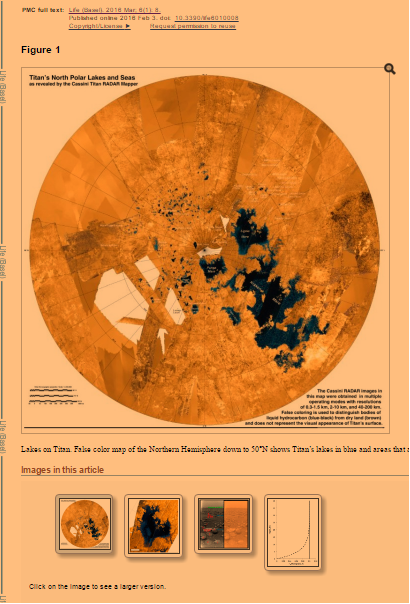 PMC full text: Life (Basel). 2016 Mar; 6(1): 8.
Published online 2016 Feb 3. doi: 10.3390/life6010008
Copyright/License ► Request permission to reuse
Figure 1
Titan's North Polar Lakes and Seas
as revealed by the Cassini Titan RADAR Mapper
The Cassini RADAR images in
this map were obtained in multiple
operating modes with resolutions
of 0.3-1.5 km, 2-10 km, and 40-200 km.
False coloring is used to distinguish bodies of
liquid hydrocarbon (blue-black) from dry land (brown)
and does not represent the visual appearance of Titan's surface.
Lakes on Titan. False color map of the Northern Hemisphere down to 50°N shows Titan's lakes in blue and areas that a
Images in this article
Click on the image to see a larger version.
Life (Basel)
Life (Basel)
Life (Basel)